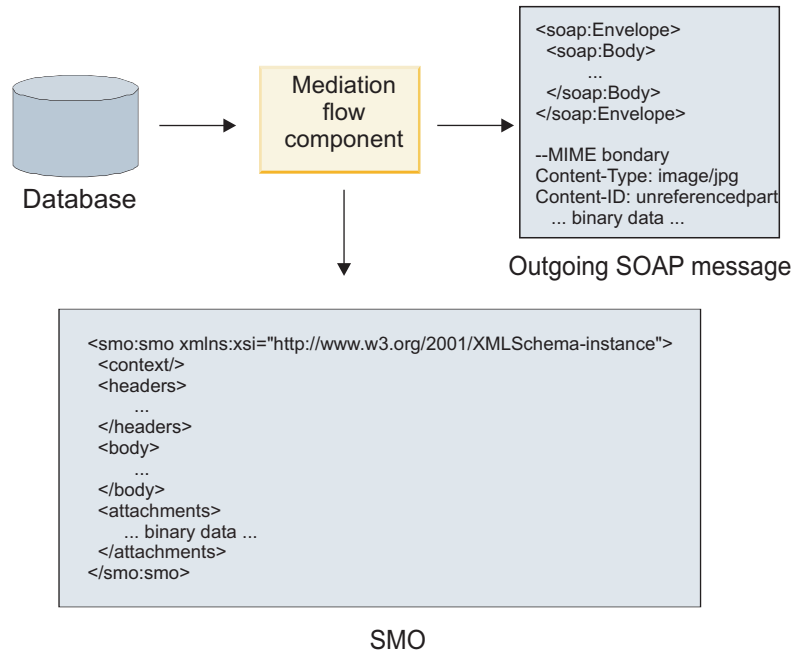 Database
Mediation
flow
component
<soap:Envelope>
<soap:Body>
...
</soap:Body>
</soap:Envelope>
--MIME bondary
Content-Type: image/jpg
Content-ID: unreferencedpart
... binary data ...
Outgoing SOAP message
<smo:smo xmlns:xsi="http://www.w3.org/2001/XMLSchema-instance">
<context/>
<headers>
...
</headers>
<body>
...
</body>
<attachments>
... binary data ...
</attachments>
</smo:smo>
SMO